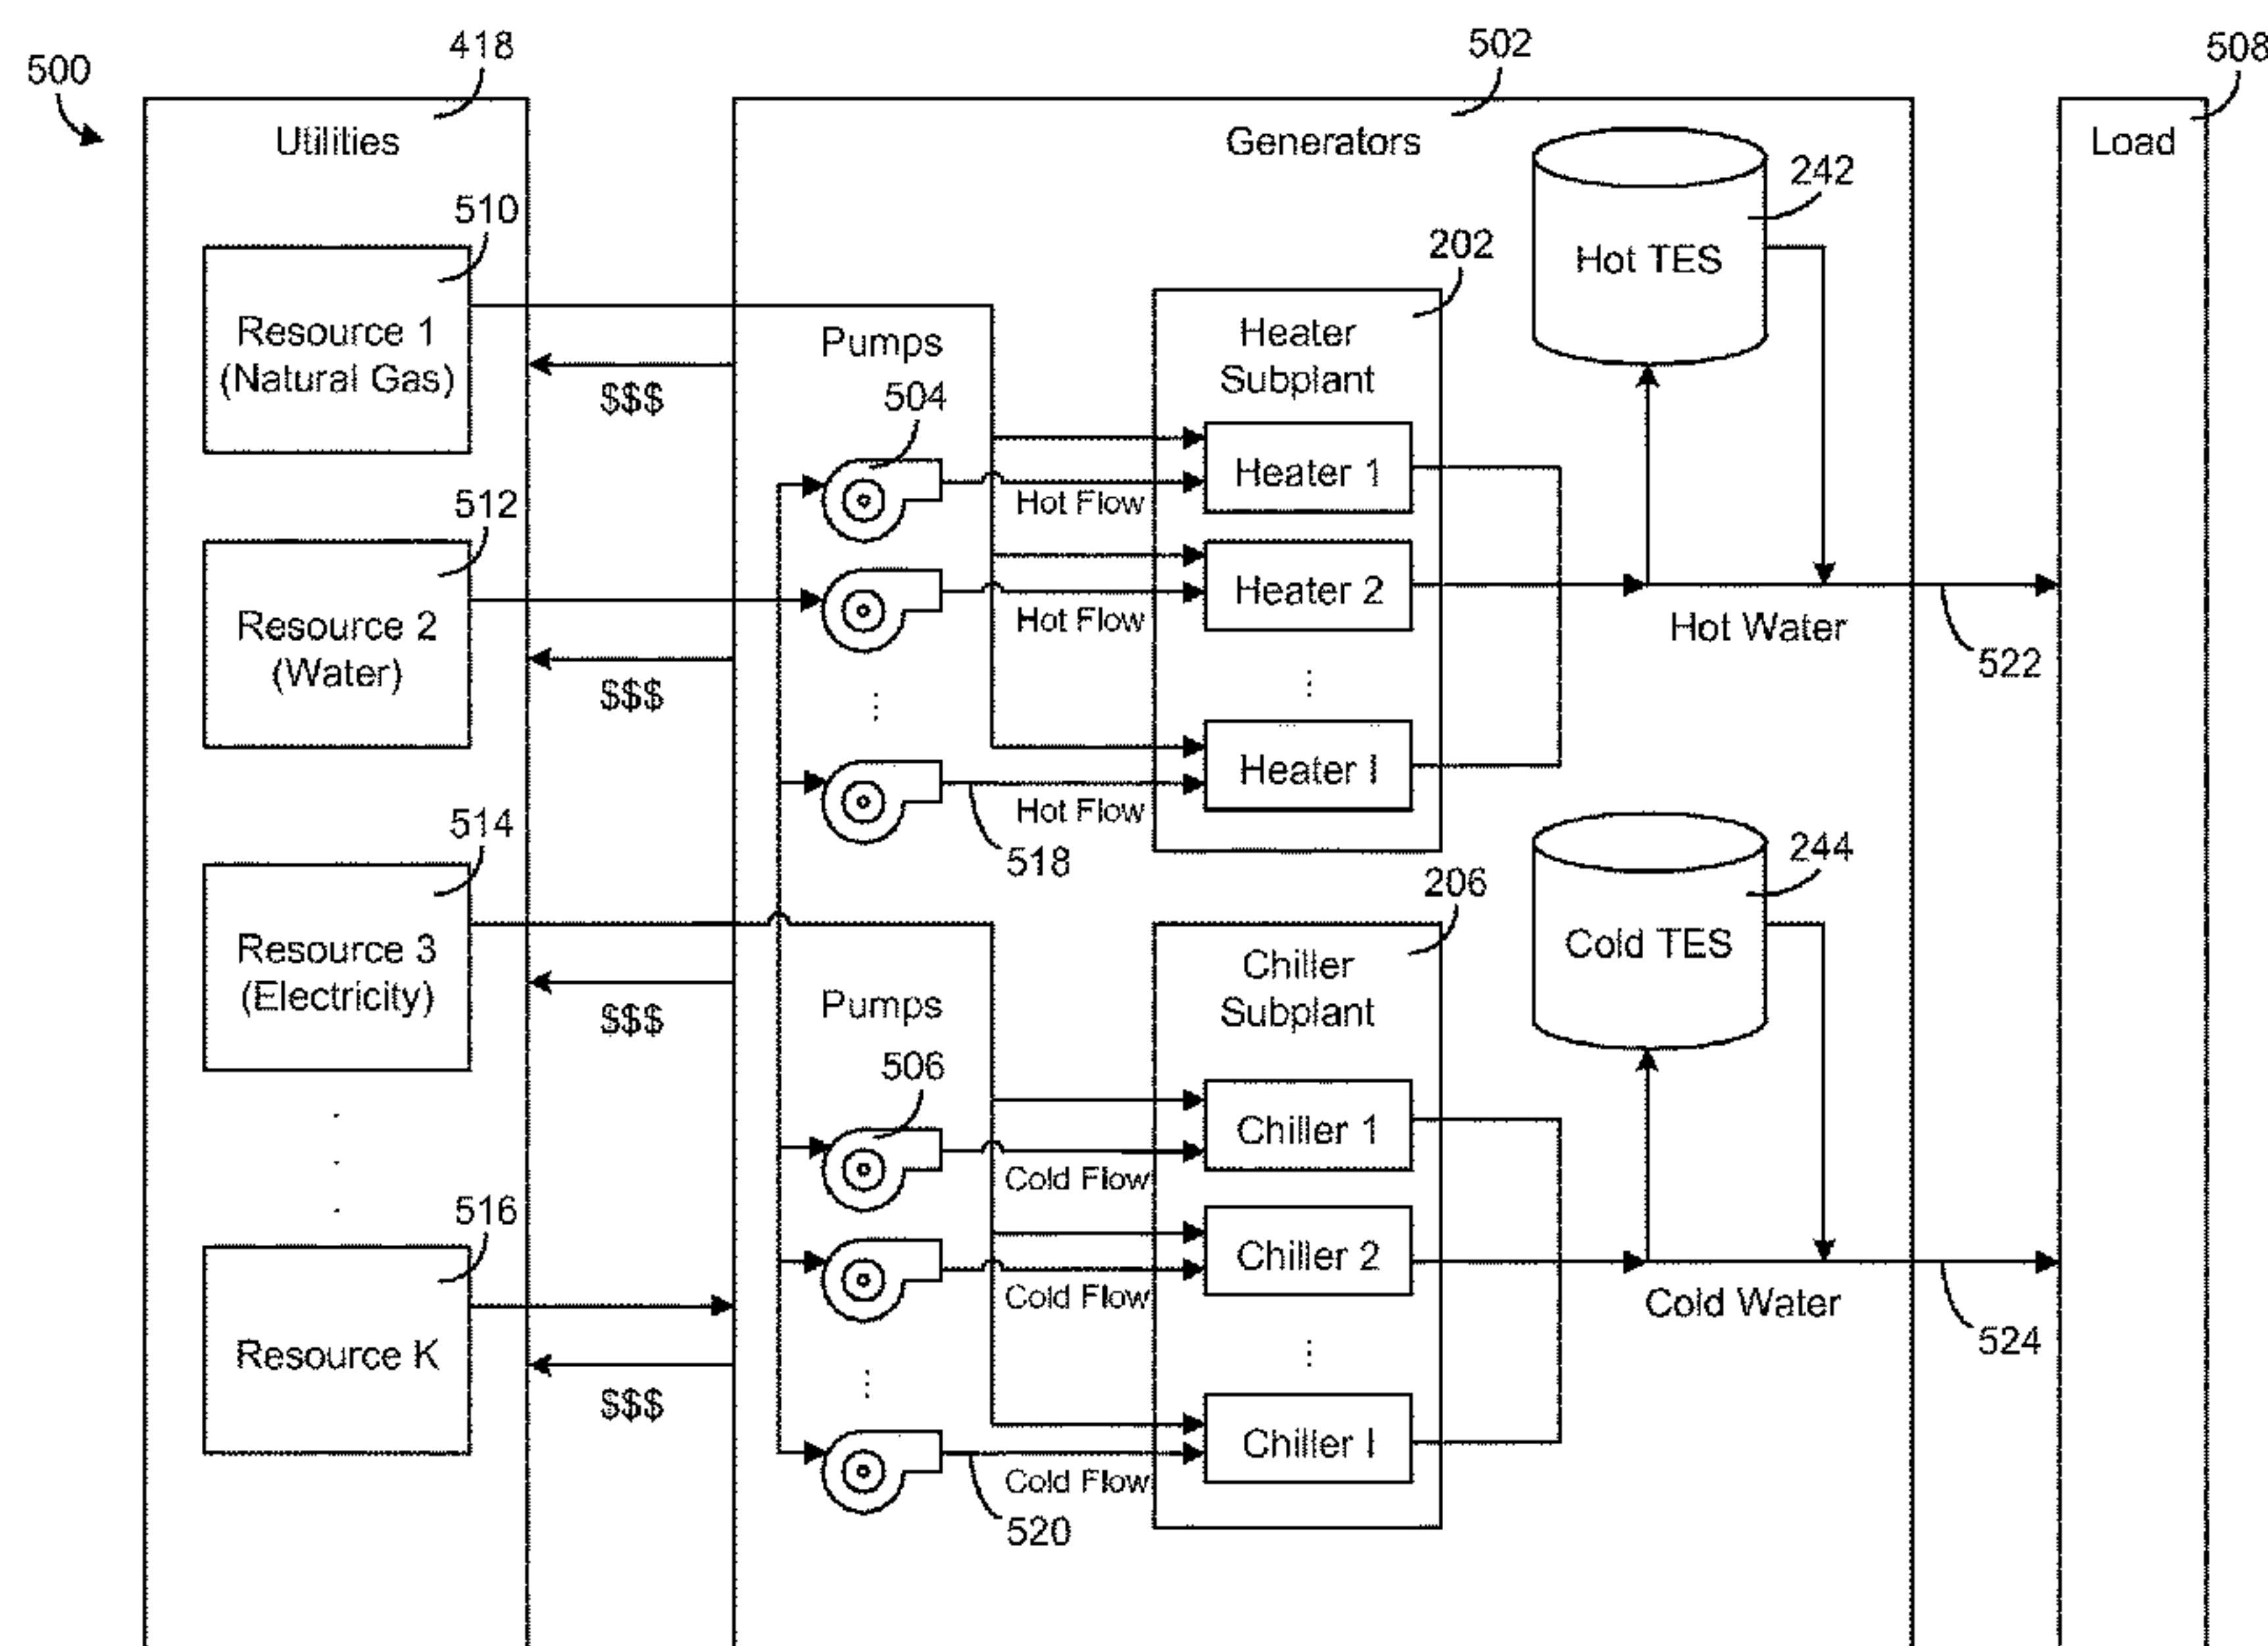 500
418
502
508
Utilities
Generators
Load
242
510
Hot TES
202
Resource 1
(Natural Gas)
$$$
Pumps
504
Heater
Subplant
Heater 1
Hot Flow
512
Resource 2
(Water)
$$$
Heater 2
Hot Flow
Hot Water
522
⋮
⋮
Heater I
Hot Flow
518
514
244
206
Resource 3
(Electricity)
$$$
Cold TES
Pumps
Chiller
Subplant
506
Chiller 1
Cold Flow
516
Resource K
$$$
Chiller 2
Cold Flow
Cold Water
524
⋮
⋮
Chiller I
Cold Flow
520